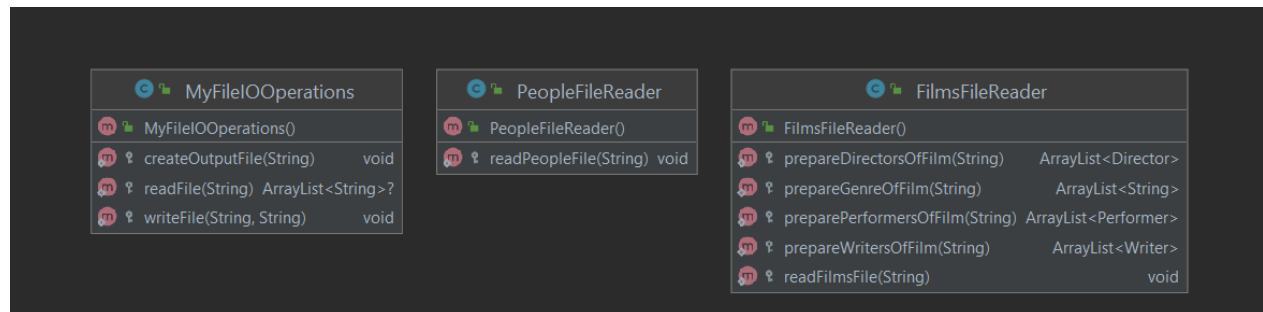 MyFileIOOperations
MyFileIOOperations()
createOutputFile(String) void
readFile(String) ArrayList<String>?
writeFile(String, String) void
PeopleFileReader
PeopleFileReader()
readPeopleFile(String) void
FilmsFileReader
FilmsFileReader()
prepareDirectorsOfFilm(String) ArrayList<Director>
prepareGenreOfFilm(String) ArrayList<String>
preparePerformersOfFilm(String) ArrayList<Performer>
prepareWritersOfFilm(String) ArrayList<Writer>
readFilmsFile(String) void